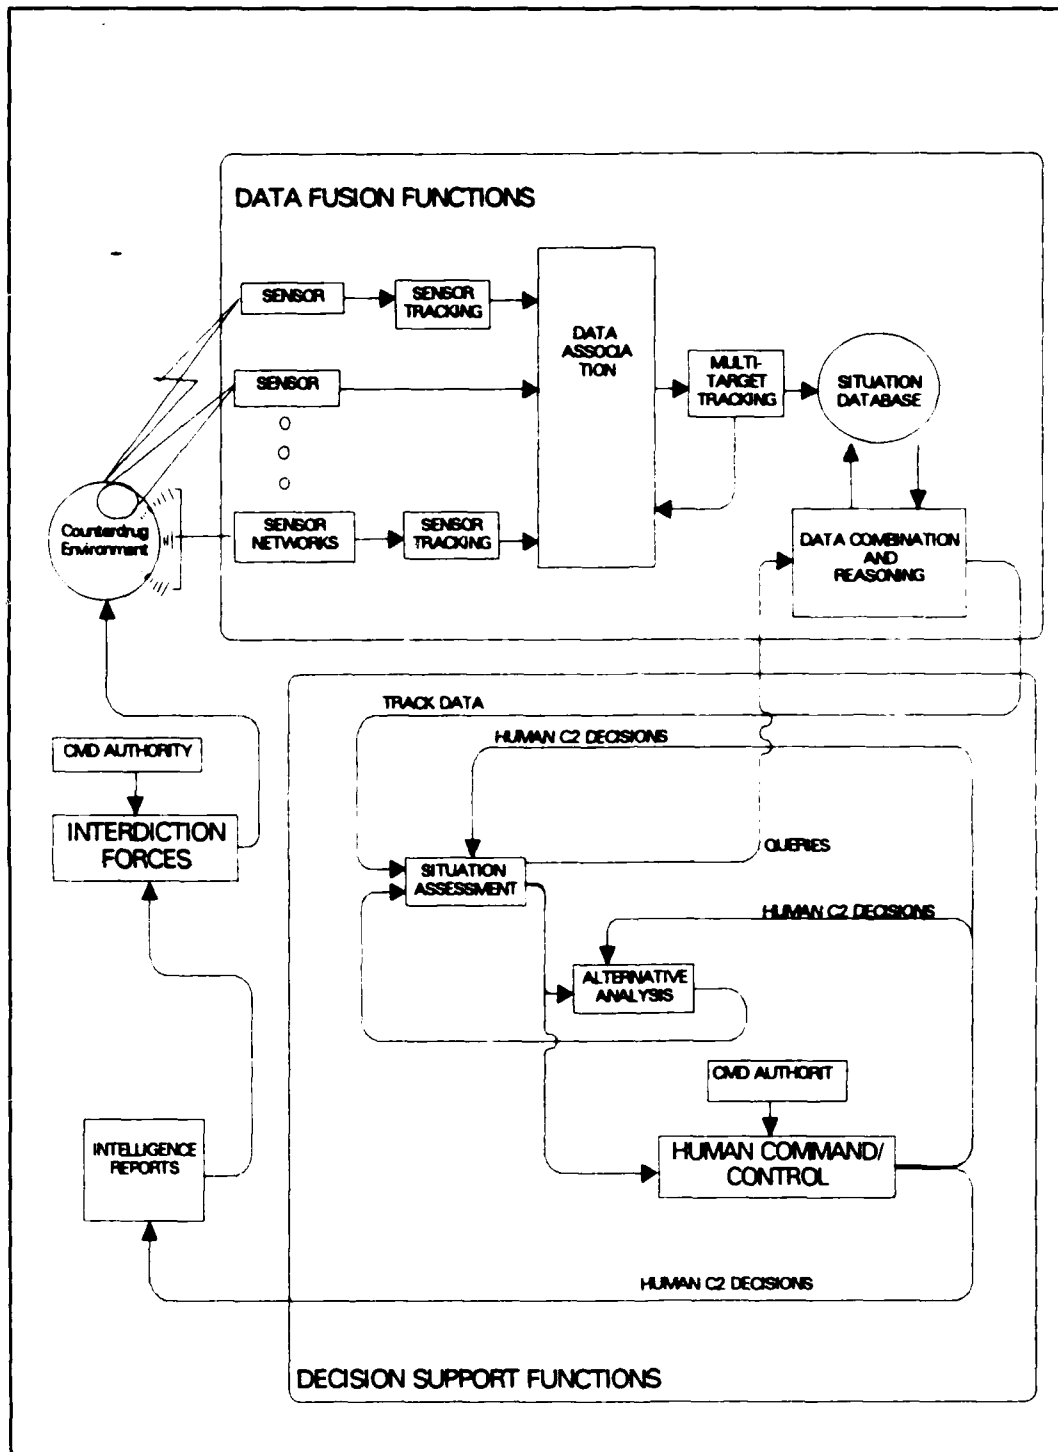 DATA FUSION FUNCTIONS
SENSOR
SENSOR
TRACKING
DATA
ASSOCIA
TION
SENSOR
MULTI-
TARGET
TRACKING
SITUATION
DATABASE
Counterdrug
Environment
SENSOR
NETWORKS
SENSOR
TRACKING
DATA COMBINATION
AND
REASONING
TRACK DATA
HUMAN C2 DECISIONS
CMD AUTHORITY
INTERDICTION
FORCES
QUERIES
SITUATION
ASSESSMENT
HUMAN C2 DECISIONS
ALTERNATIVE
ANALYSIS
CMD AUTHORIT
HUMAN COMMAND/
CONTROL
INTELLIGENCE
REPORTS
HUMAN C2 DECISIONS
DECISION SUPPORT FUNCTIONS